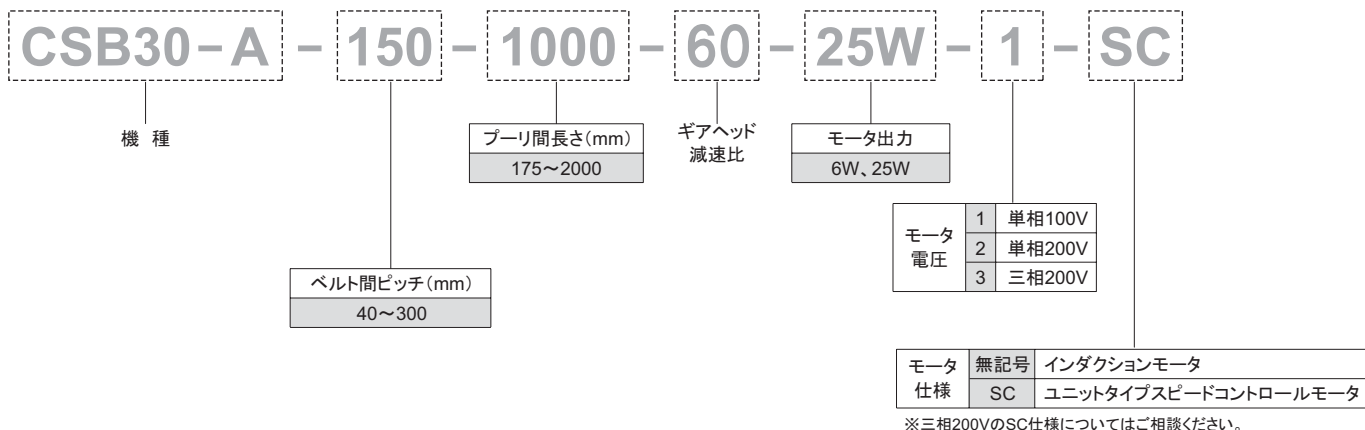 CSB30-A - 150 - 1000 - 60 - 25W - 1 - SC
機 種
プーリ間長さ(mm)
175～2000
ギアヘッド
減速比
モータ出力
6W、25W
モータ
電圧
1 単相100V
2 単相200V
3 三相200V
ベルト間ピッチ(mm)
40～300
モータ
仕様
無記号 インダクションモータ
SC ユニットタイプスピードコントロールモータ
※三相200VのSC仕様についてはご相談ください。